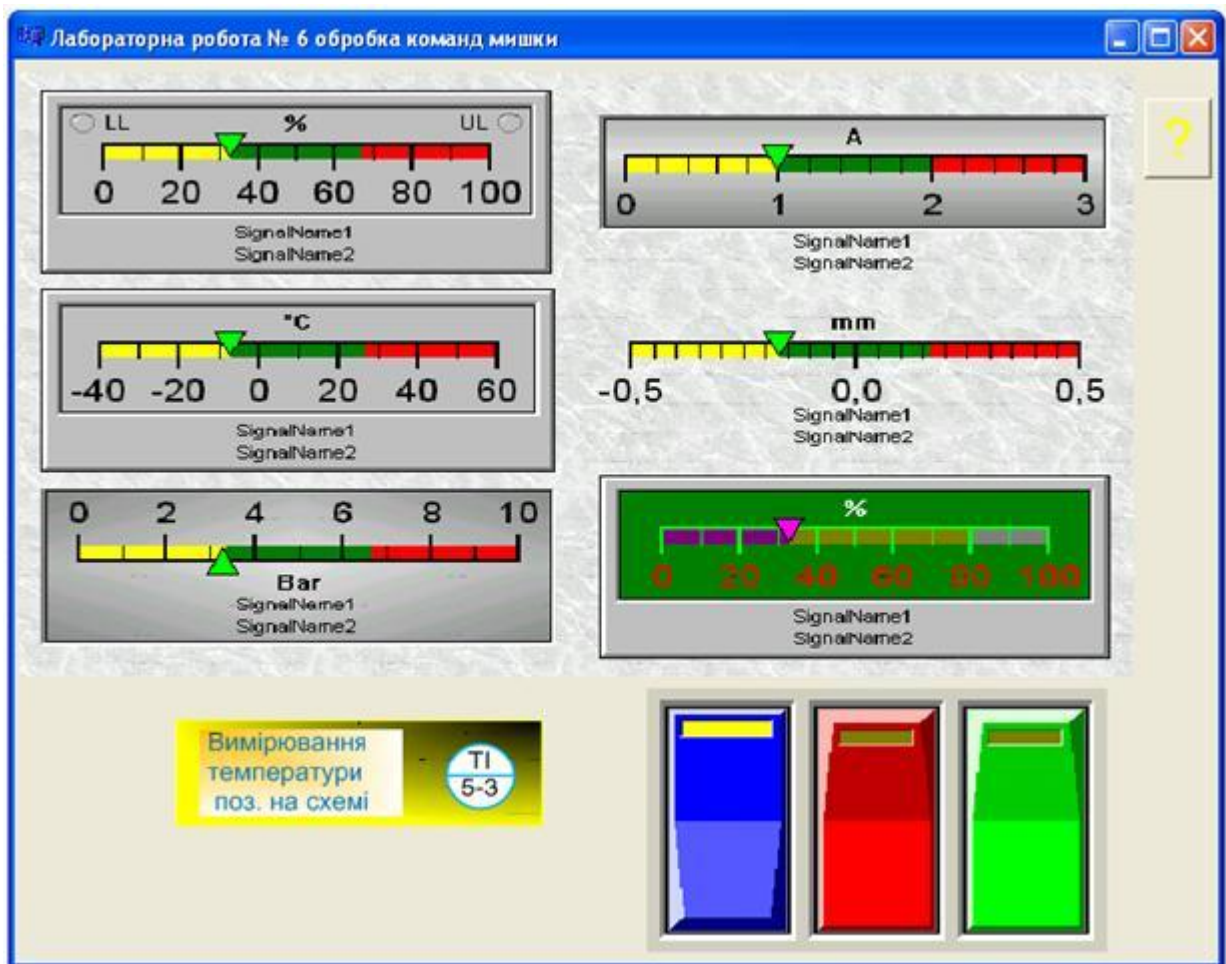 Лабораторна робота № 6 обробка команд мишки
LL % UL
0 20 40 60 80 100
SignalName1
SignalName2
A
0 1 2 3
SignalName1
SignalName2
?
°C
-40 -20 0 20 40 60
SignalName1
SignalName2
mm
-0,5 0,0 0,5
SignalName1
SignalName2
0 2 4 6 8 10
Bar
SignalName1
SignalName2
%
0 20 40 60 80 100
SignalName1
SignalName2
Вимірювання
температури
поз. на схемі
TI
5-3